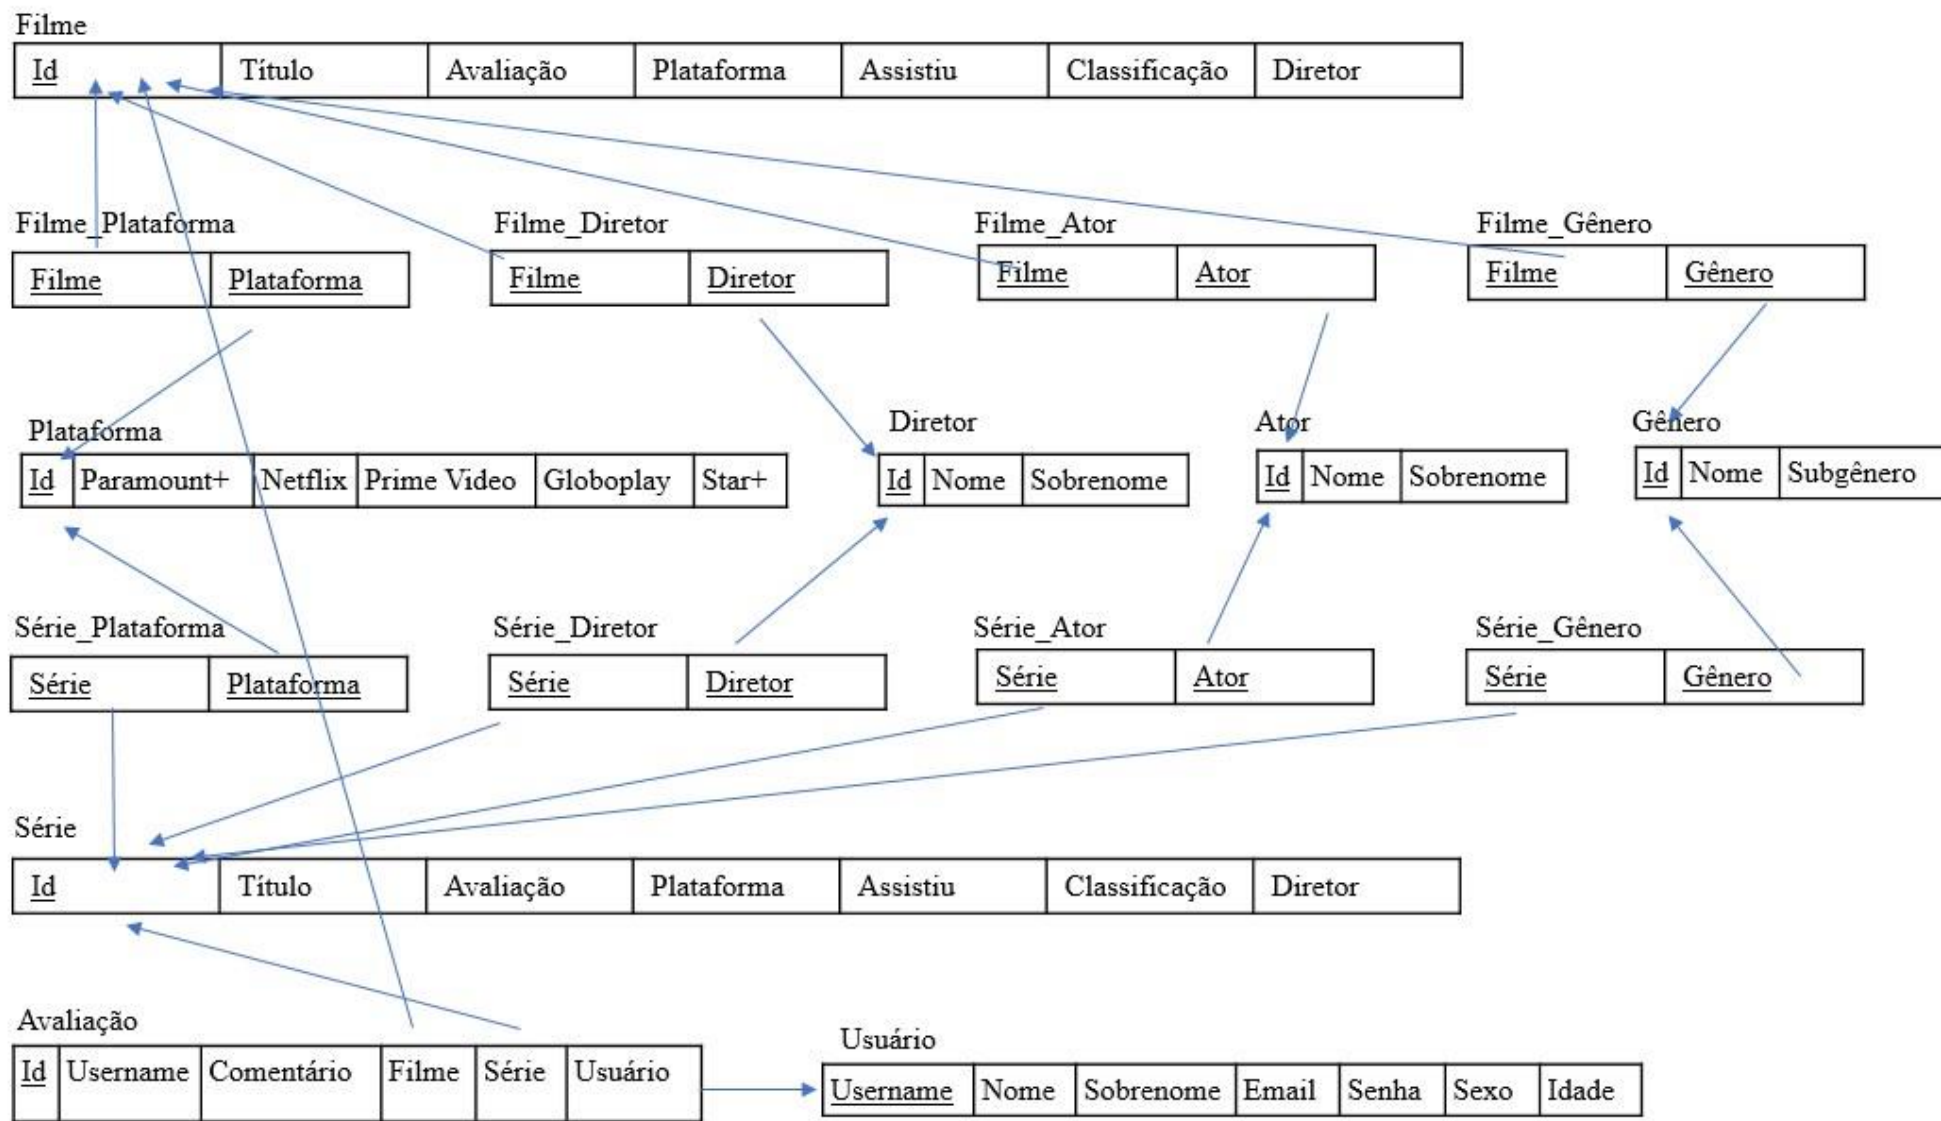 Filme
Id Título Avaliação Plataforma Assistiu Classificação Diretor
Filme_Plataforma Filme_Diretor Filme_Ator Filme_Gênero
Filme Plataforma Filme Diretor Filme Ator Filme Gênero
Plataforma Diretor Ator Gênero
Id Paramount+ Netflix Prime Video Globoplay Star+ Id Nome Sobrenome Id Nome Sobrenome Id Nome Subgênero
Série_Plataforma Série_Diretor Série_Ator Série_Gênero
Série Plataforma Série Diretor Série Ator Série Gênero
Série
Id Título Avaliação Plataforma Assistiu Classificação Diretor
Avaliação Usuário
Id Username Comentário Filme Série Usuário Username Nome Sobrenome Email Senha Sexo Idade